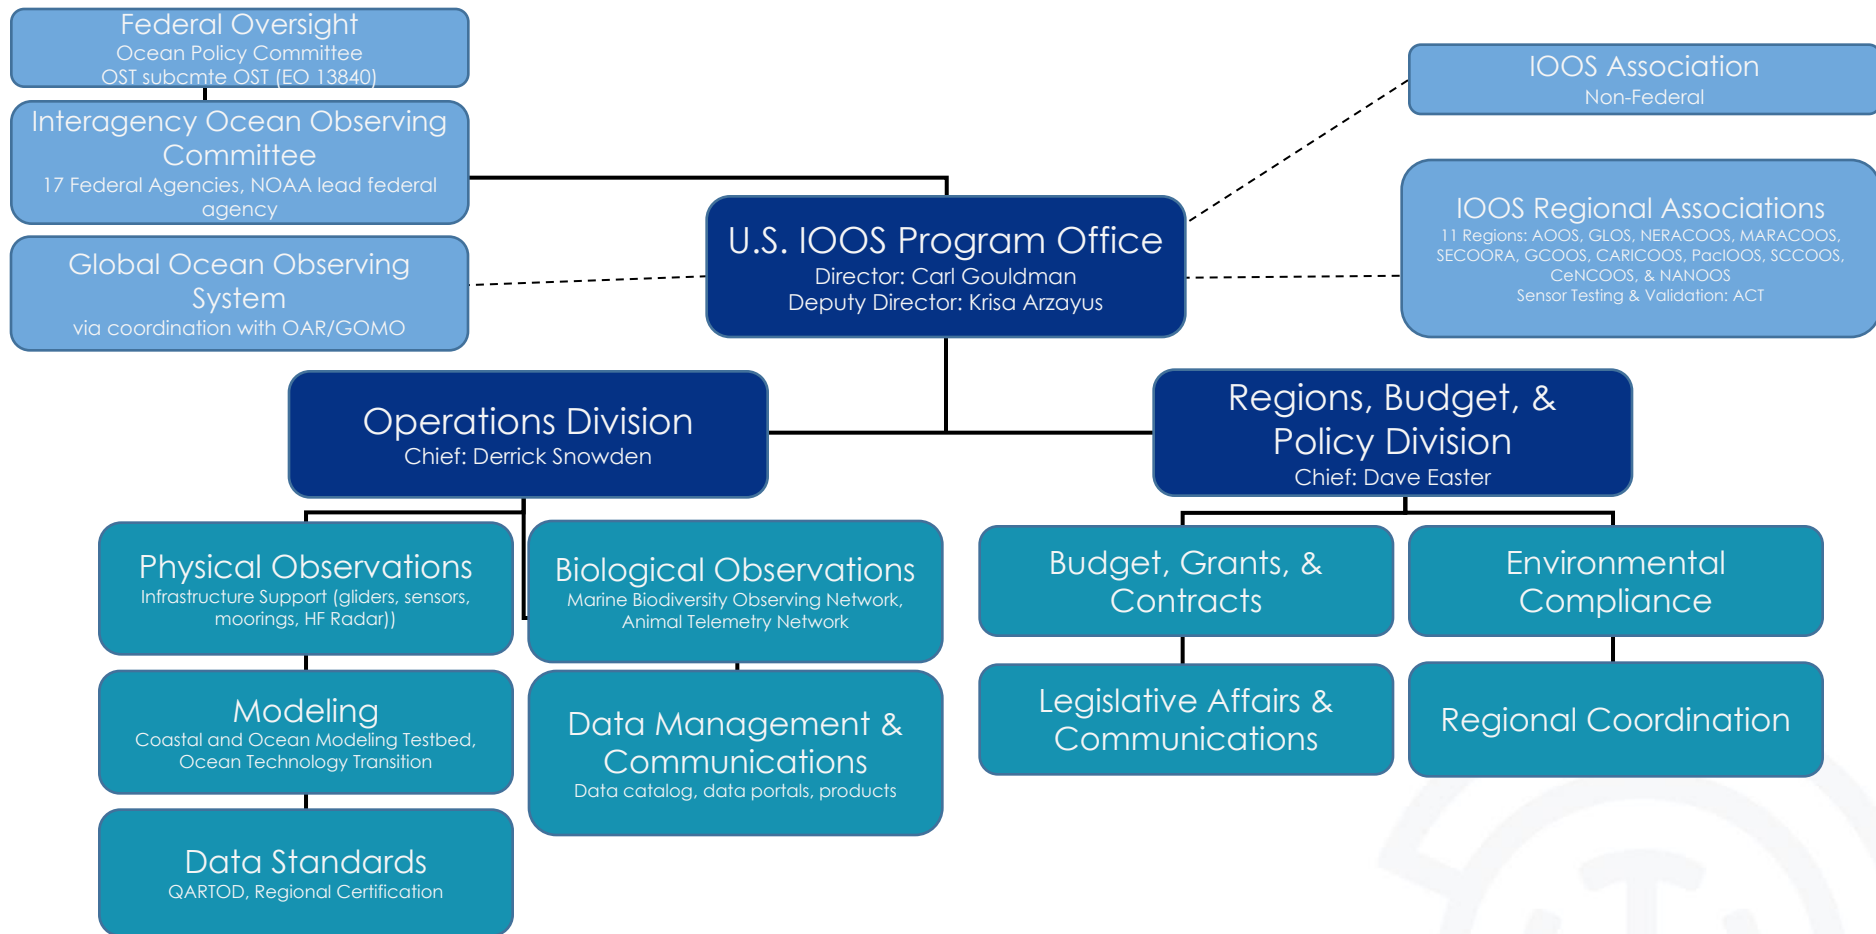 Federal Oversight
Ocean Policy Committee
OST subcmte OST (EO 13840)
Interagency Ocean Observing
Committee
17 Federal Agencies, NOAA lead federal
agency
Global Ocean Observing
System
via coordination with OAR/GOMO
IOOS Association
Non-Federal
IOOS Regional Associations
11 Regions: AOOS, GLOS, NERACOOS, MARACOOS,
SECOORA, GCOOS, CARICOOS, PacIOOS, SCCOOS,
CeNCOOS, & NANOOS
Sensor Testing & Validation: ACT
U.S. IOOS Program Office
Director: Carl Gouldman
Deputy Director: Krisa Arzayus
Operations Division
Chief: Derrick Snowden
Regions, Budget, &
Policy Division
Chief: Dave Easter
Physical Observations
Infrastructure Support (gliders, sensors,
moorings, HF Radar))
Biological Observations
Marine Biodiversity Observing Network,
Animal Telemetry Network
Modeling
Coastal and Ocean Modeling Testbed,
Ocean Technology Transition
Data Management &
Communications
Data catalog, data portals, products
Data Standards
QARTOD, Regional Certification
Budget, Grants, &
Contracts
Environmental
Compliance
Legislative Affairs &
Communications
Regional Coordination